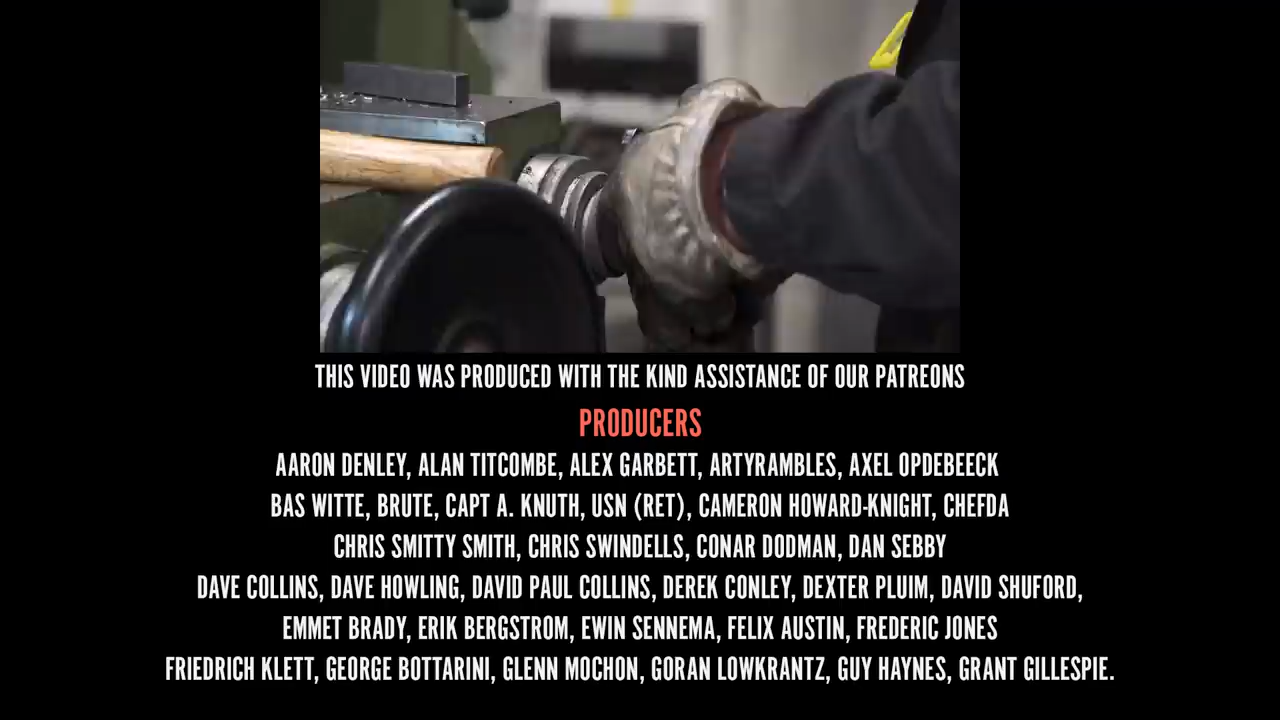 THIS VIDEO WAS PRODUCED WITH THE KIND ASSISTANCE OF OUR PATREONS
PRODUCERS
AARON DENLEY, ALAN TITCOMBE, ALEX GARBETT, ARTYRAMBLES, AXEL OPDEBEECK
BAS WITTE, BRUTE, CAPT A. KNUTH, USN (RET), CAMERON HOWARD-KNIGHT, CHEFDA
CHRIS SMITTY SMITH, CHRIS SWINDELLS, CONAR DODMAN, DAN SEBBY
DAVE COLLINS, DAVE HOWLING, DAVID PAUL COLLINS, DEREK CONLEY, DEXTER PLUIM, DAVID SHUFORD,
EMMET BRADY, ERIK BERGSTROM, EWIN SENNEMA, FELIX AUSTIN, FREDERIC JONES
FRIEDRICH KLETT, GEORGE BOTTARINI, GLENN MOCHON, GORAN LOWKRANTZ, GUY HAYNES, GRANT GILLESPIE.